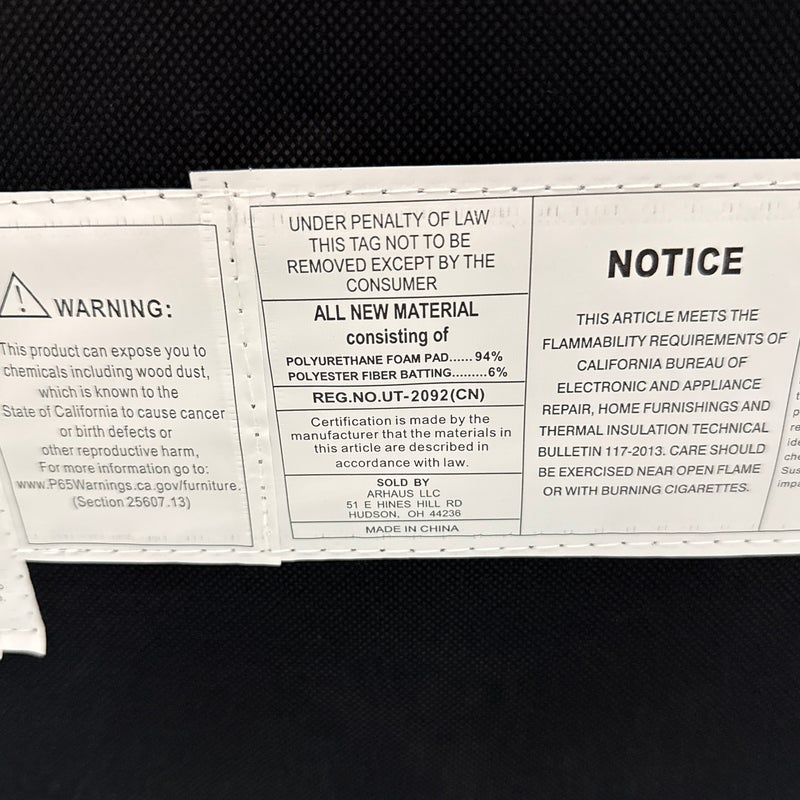 WARNING:
This product can expose you to
chemicals including wood dust,
which is known to the
State of California to cause cancer
or birth defects or
other reproductive harm,
For more information go to:
www.P65Warnings.ca.gov/furniture.
(Section 25607.13)
UNDER PENALTY OF LAW
THIS TAG NOT TO BE
REMOVED EXCEPT BY THE
CONSUMER
ALL NEW MATERIAL
consisting of
POLYURETHANE FOAM PAD......94%
POLYESTER FIBER BATTING.........6%
REG.NO.UT-2092(CN)
Certification is made by the
manufacturer that the materials in
this article are described in
accordance with law.
SOLD BY
ARHAUS LLC
51 E HINES HILL RD
HUDSON, OH 44236
MADE IN CHINA
NOTICE
THIS ARTICLE MEETS THE
FLAMMABILITY REQUIREMENTS OF
CALIFORNIA BUREAU OF
ELECTRONIC AND APPLIANCE
REPAIR, HOME FURNISHINGS AND
THERMAL INSULATION TECHNICAL
BULLETIN 117-2013. CARE SHOULD
BE EXERCISED NEAR OPEN FLAME
OR WITH BURNING CIGARETTES.